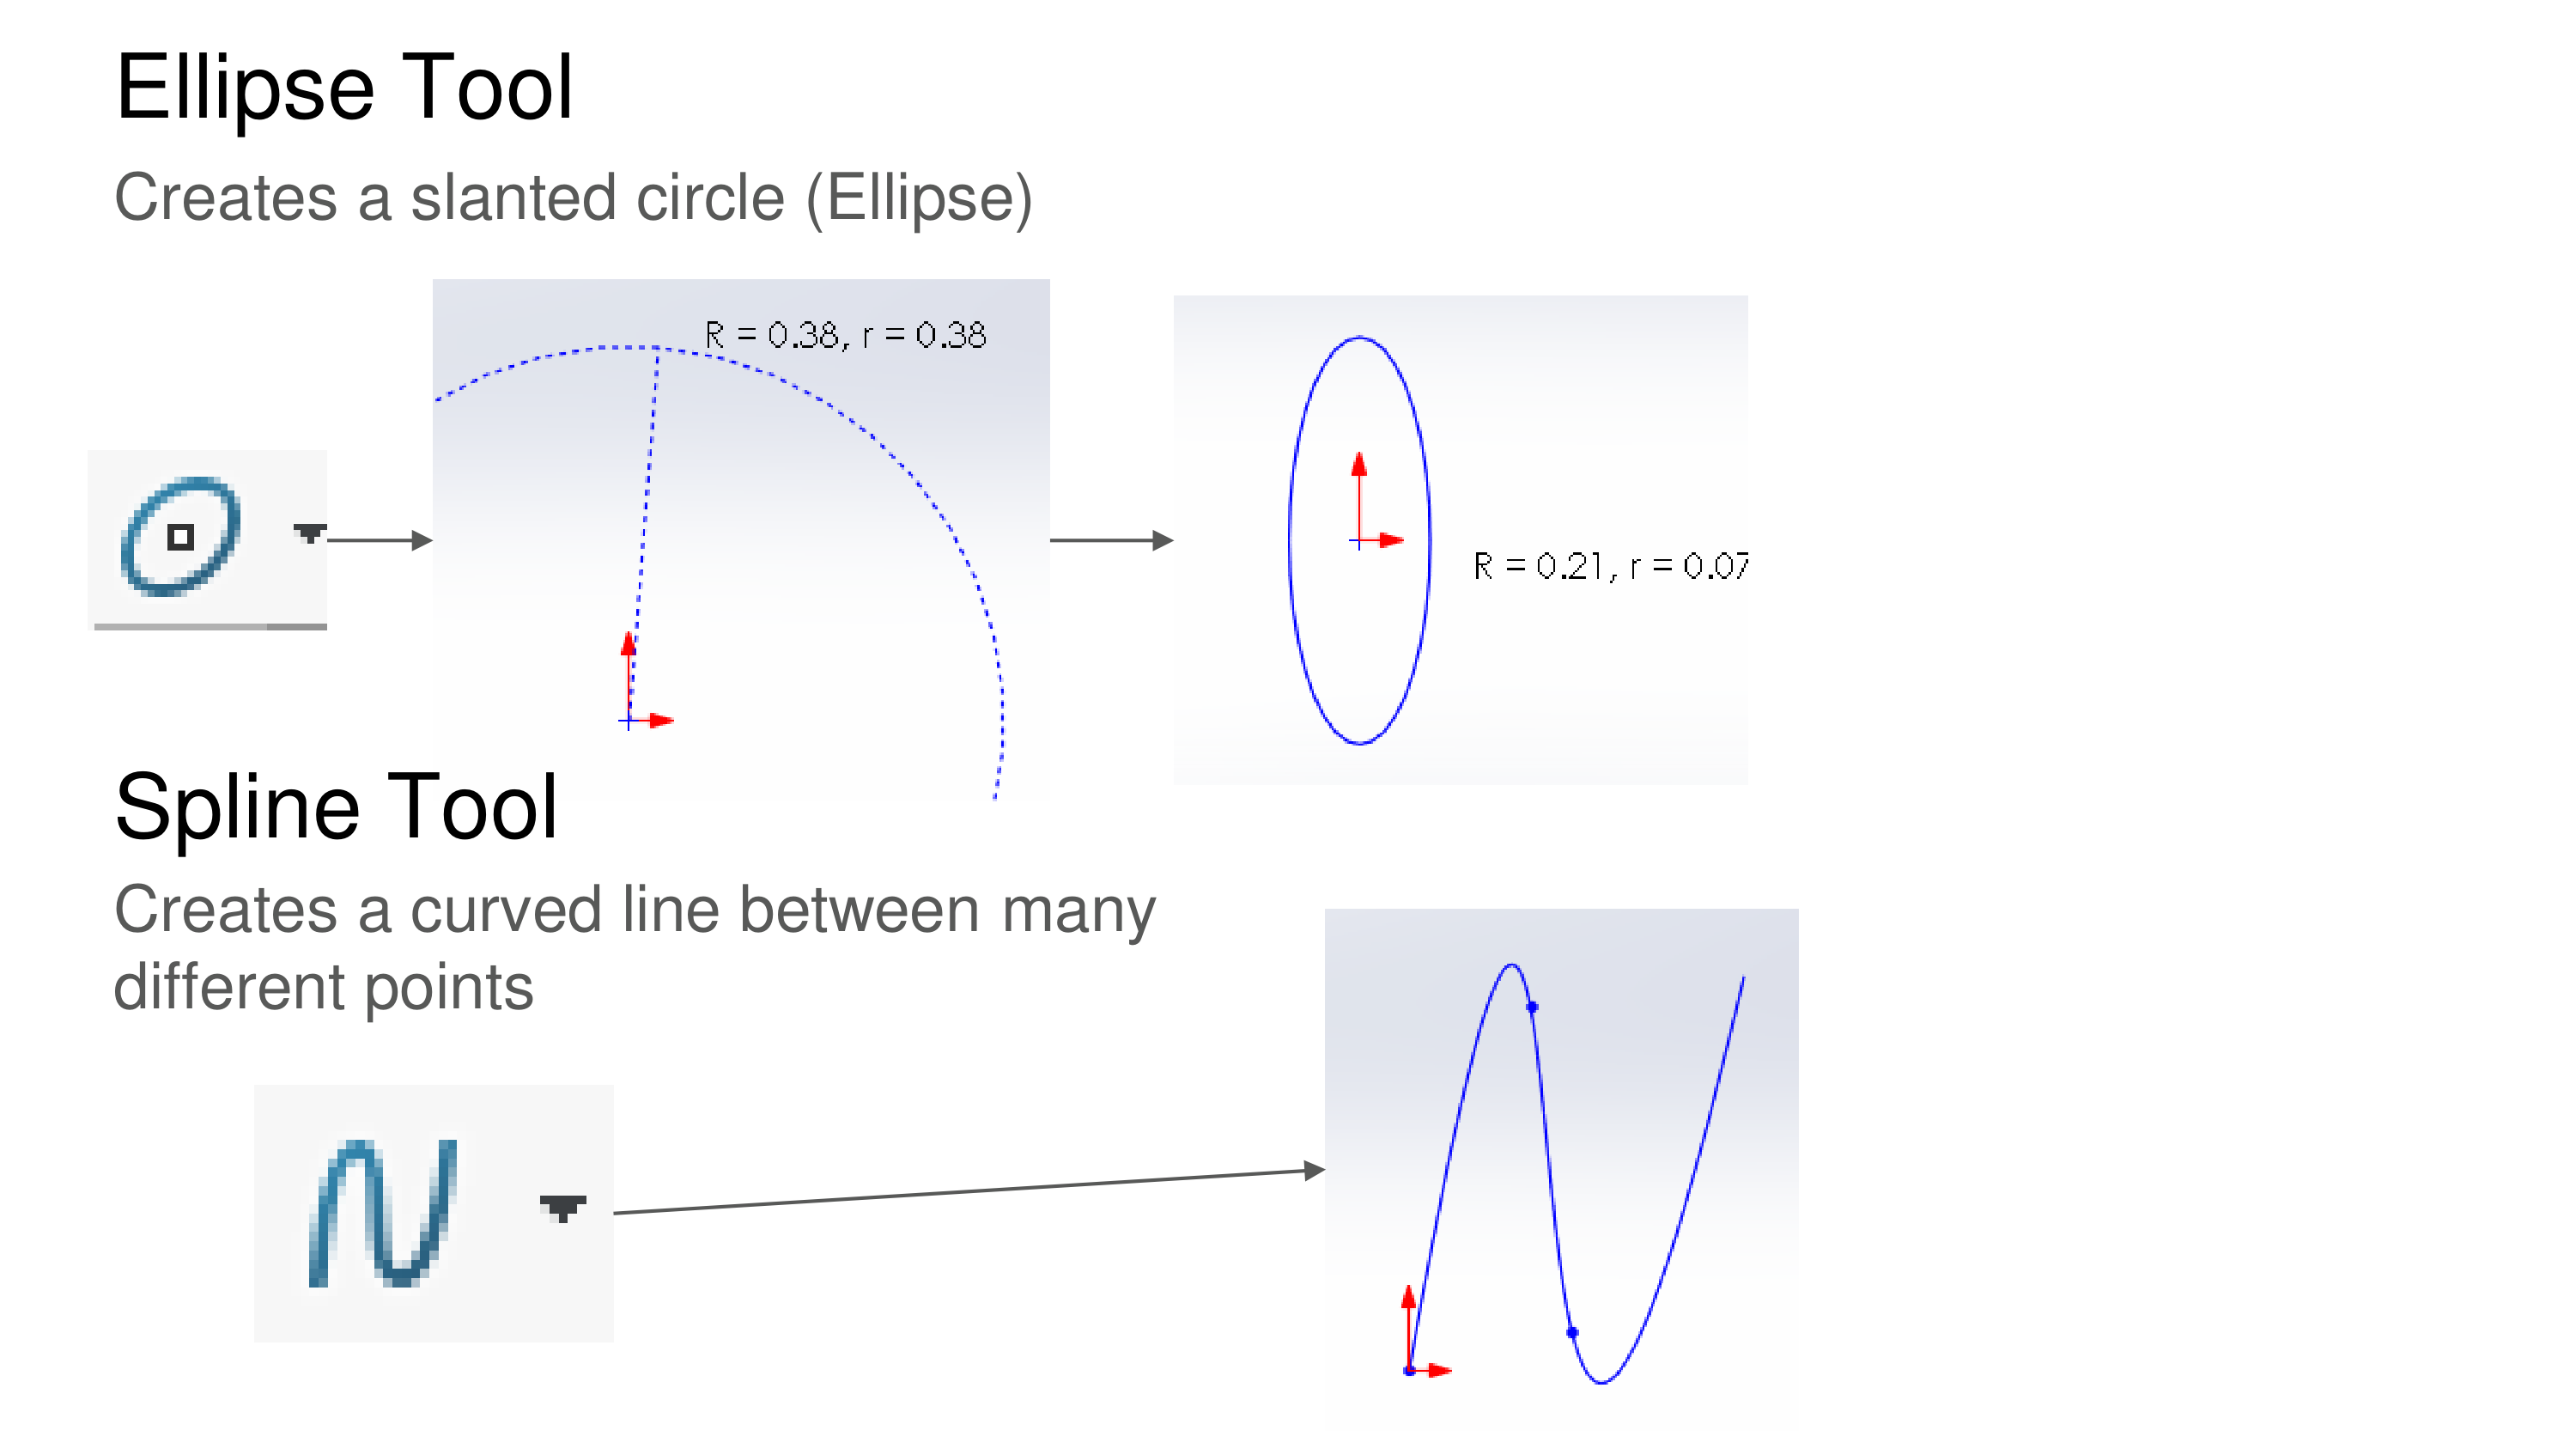 Ellipse Tool
Creates a slanted circle (Ellipse)
R = 0.38, r = 0.38
R = 0.21, r = 0.07
Spline Tool
Creates a curved line between many
different points